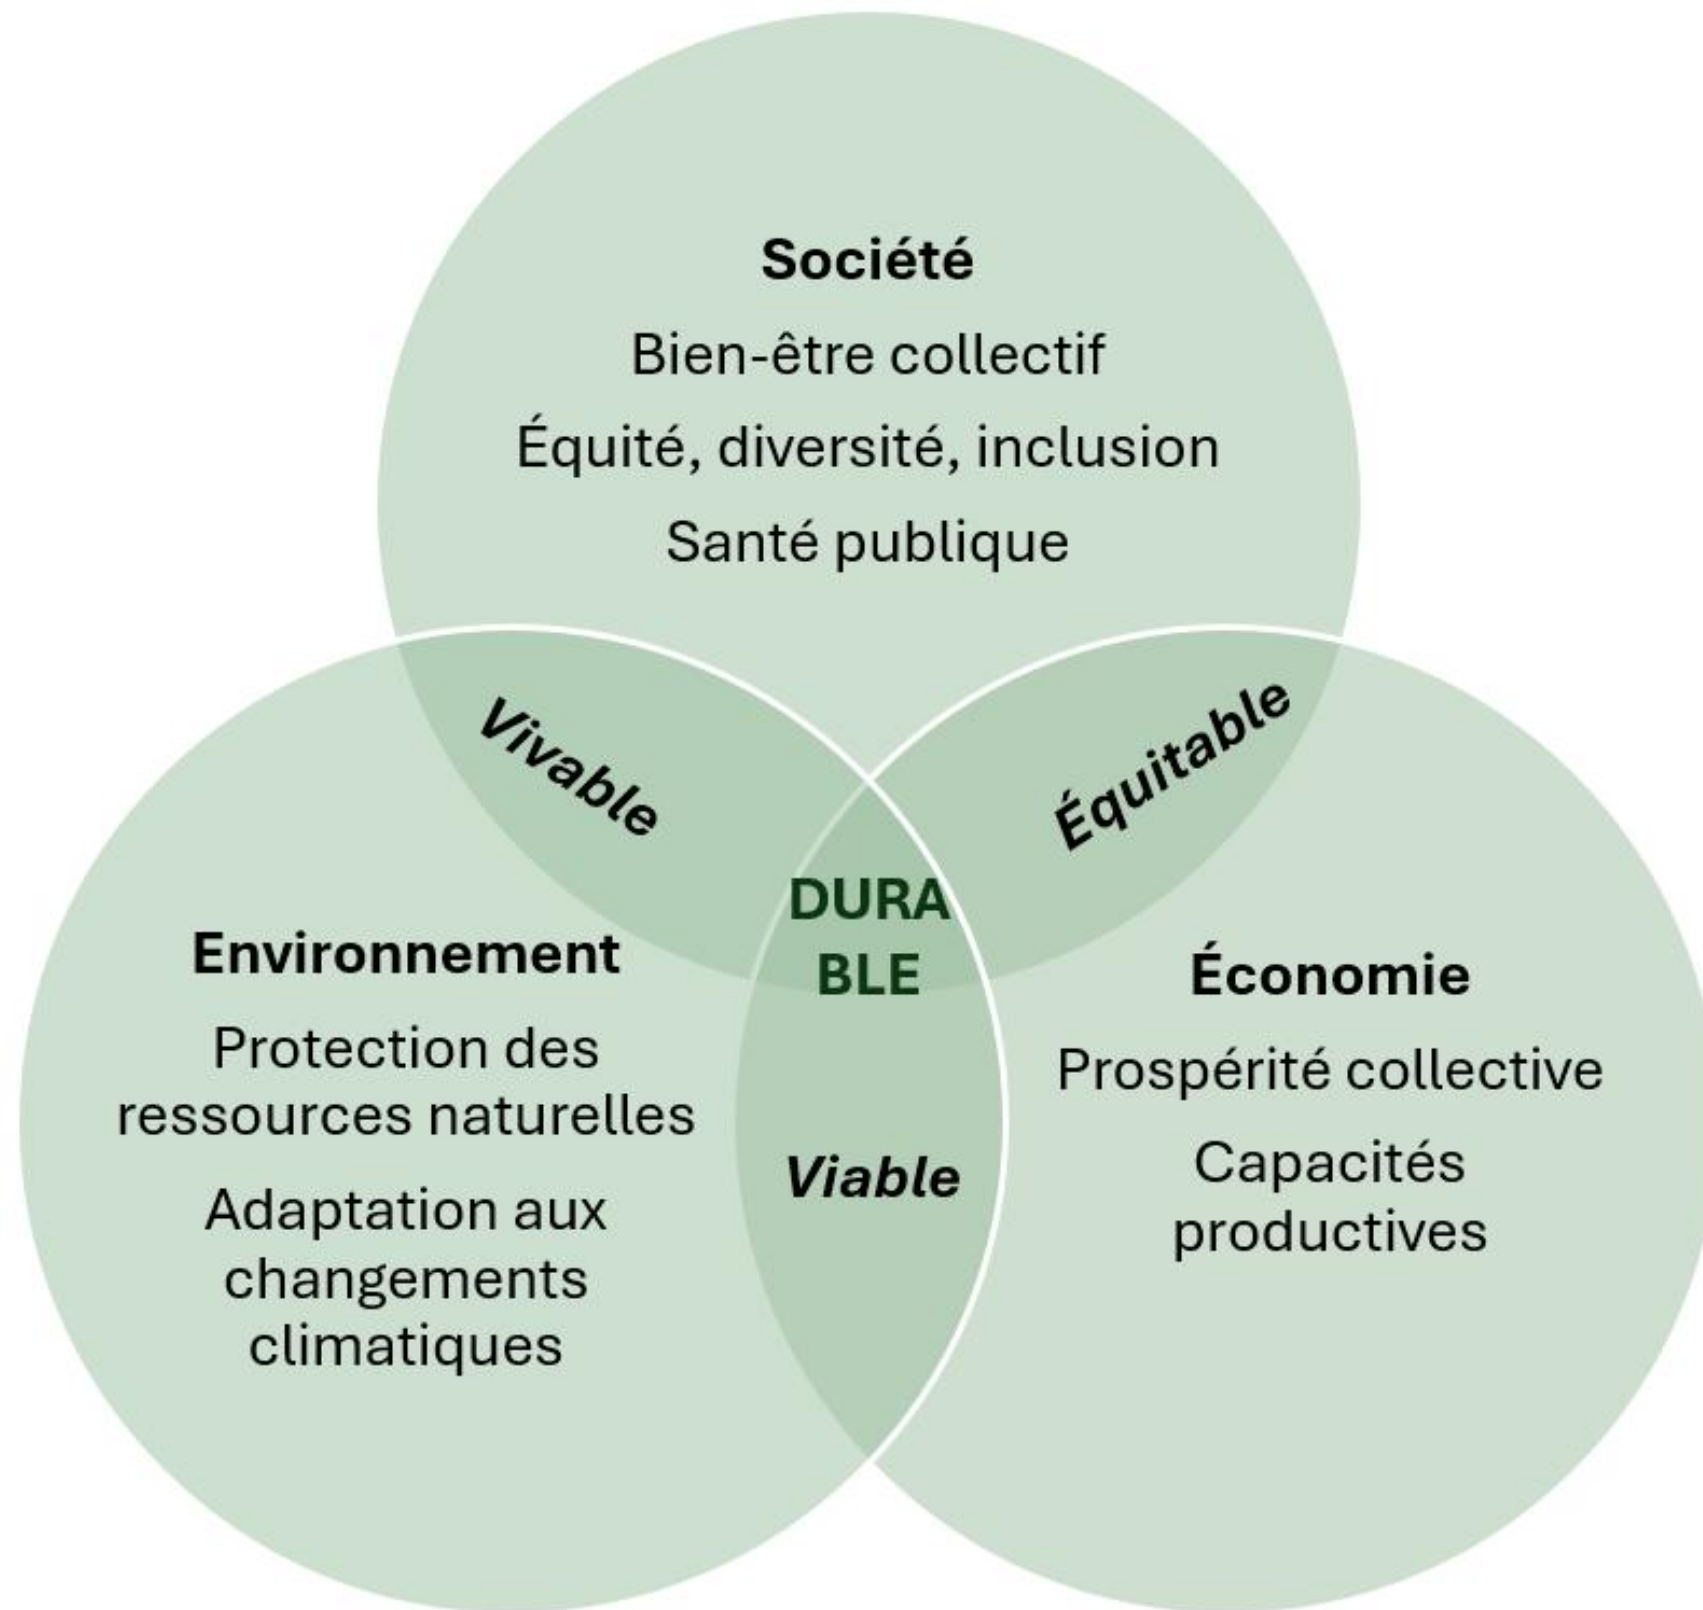 Société
Bien-être collectif
Équité, diversité, inclusion
Santé publique
Vivable
Équitable
DURA
BLE
Environnement
Protection des
ressources naturelles
Adaptation aux
changements
climatiques
Viable
Économie
Prospérité collective
Capacités
productives